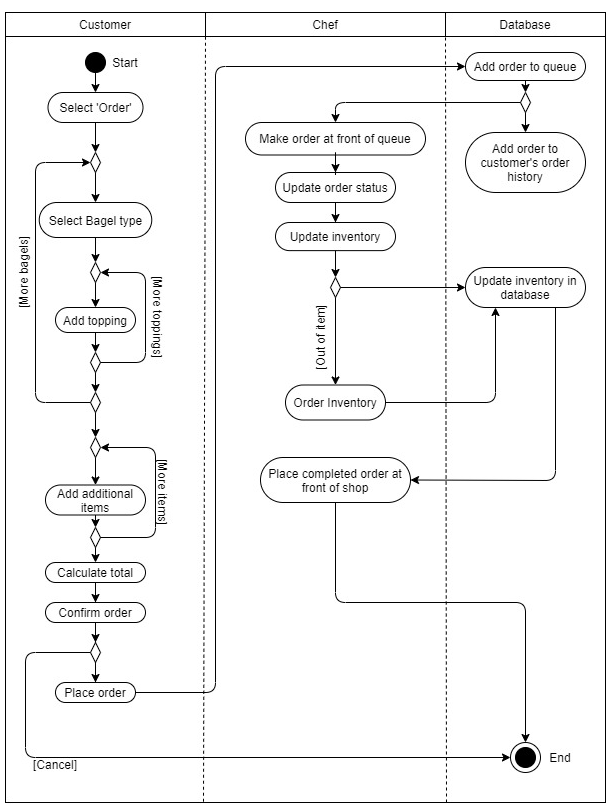 Customer
Chef
Database
Start
Select 'Order'
Select Bagel type
[More bagels]
Add topping
[More toppings]
Add additional
items
[More items]
Calculate total
Confirm order
Place order
[Cancel]
Make order at front of queue
Update order status
Update inventory
[Out of item]
Order Inventory
Place completed order at
front of shop
Add order to queue
Add order to
customer's order
history
Update inventory in
database
End